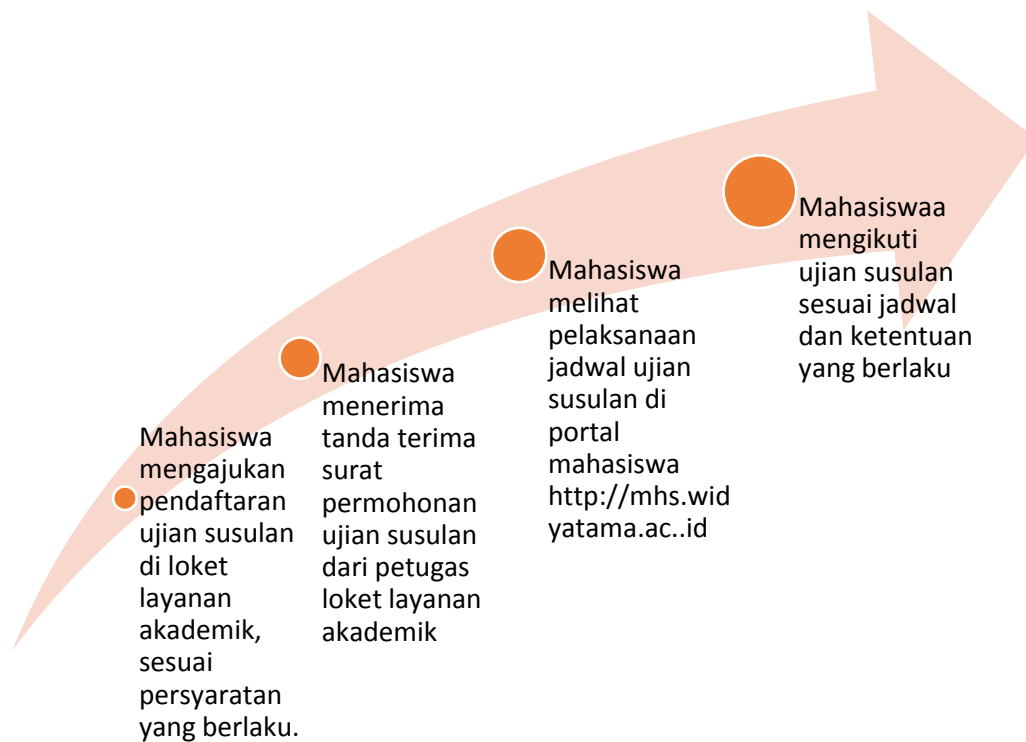 Mahasiswa
mengajukan
pendaftaran
ujian susulan
di loket
layanan
akademik,
sesuai
persyaratan
yang berlaku.
Mahasiswa
menerima
tanda terima
surat
permohonan
ujian susulan
dari petugas
loket layanan
akademik
Mahasiswa
melihat
pelaksanaan
jadwal ujian
susulan di
portal
mahasiswa
http://mhs.wid
yatama.ac..id
Mahasiswaa
mengikuti
ujian susulan
sesuai jadwal
dan ketentuan
yang berlaku